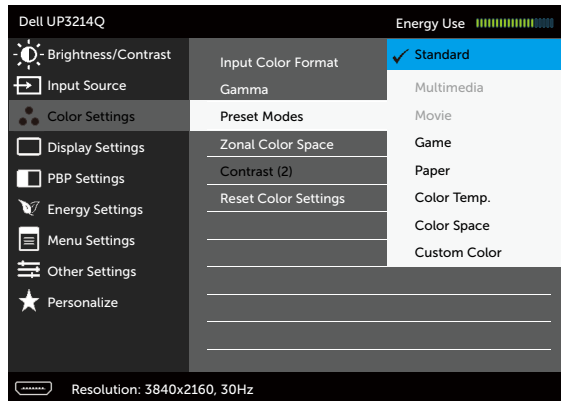 Dell UP3214Q
Energy Use
Brightness/Contrast
Input Source
Color Settings
Display Settings
PBP Settings
Energy Settings
Menu Settings
Other Settings
Personalize
Input Color Format
Gamma
Preset Modes
Zonal Color Space
Contrast (2)
Reset Color Settings
Standard
Multimedia
Movie
Game
Paper
Color Temp.
Color Space
Custom Color
Resolution: 3840x2160, 30Hz